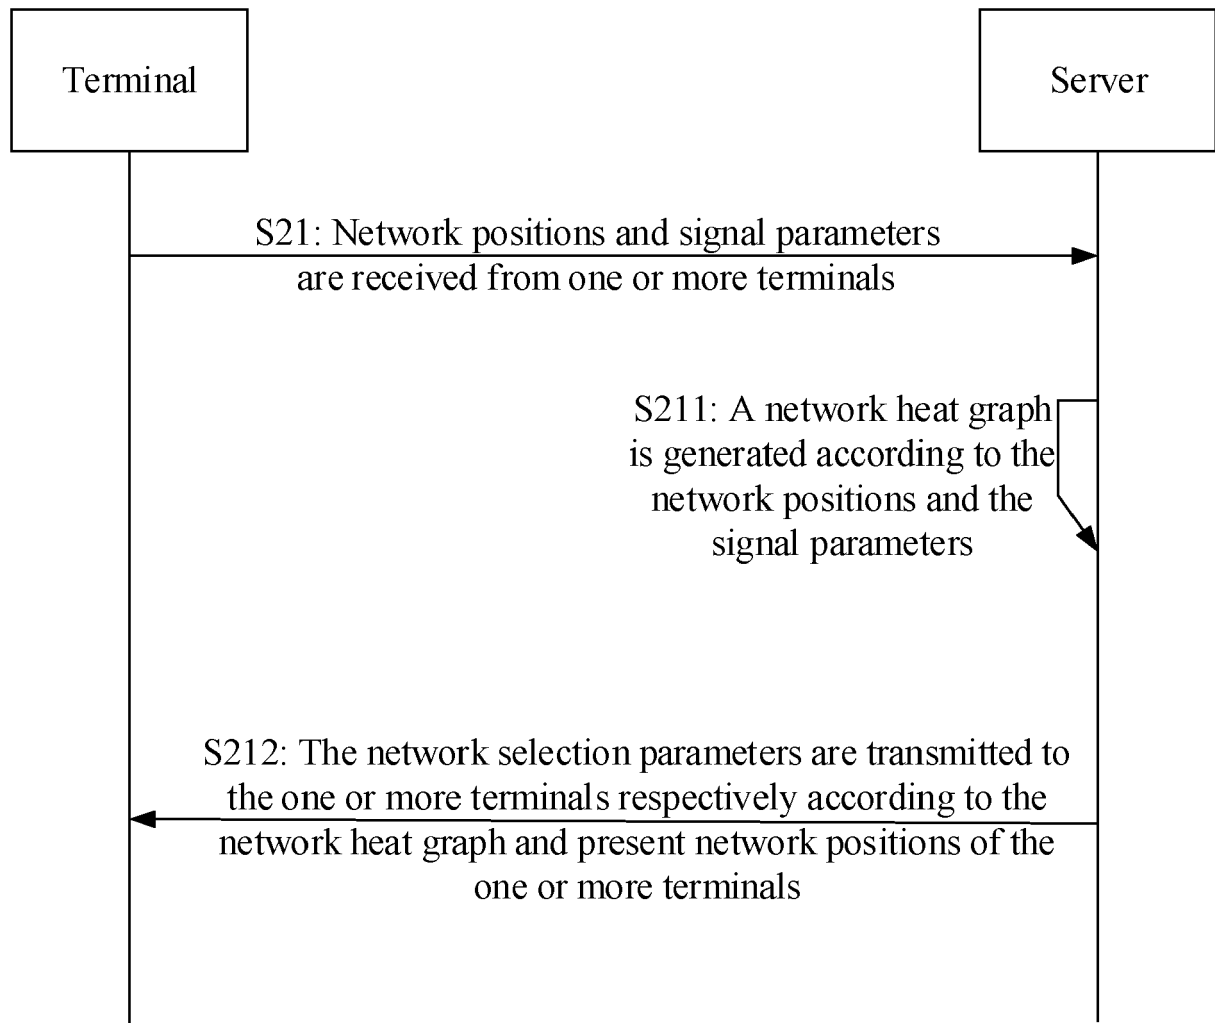 Terminal
Server
S21: Network positions and signal parameters
are received from one or more terminals
S211: A network heat graph
is generated according to the
network positions and the
signal parameters
S212: The network selection parameters are transmitted to
the one or more terminals respectively according to the
network heat graph and present network positions of the
one or more terminals